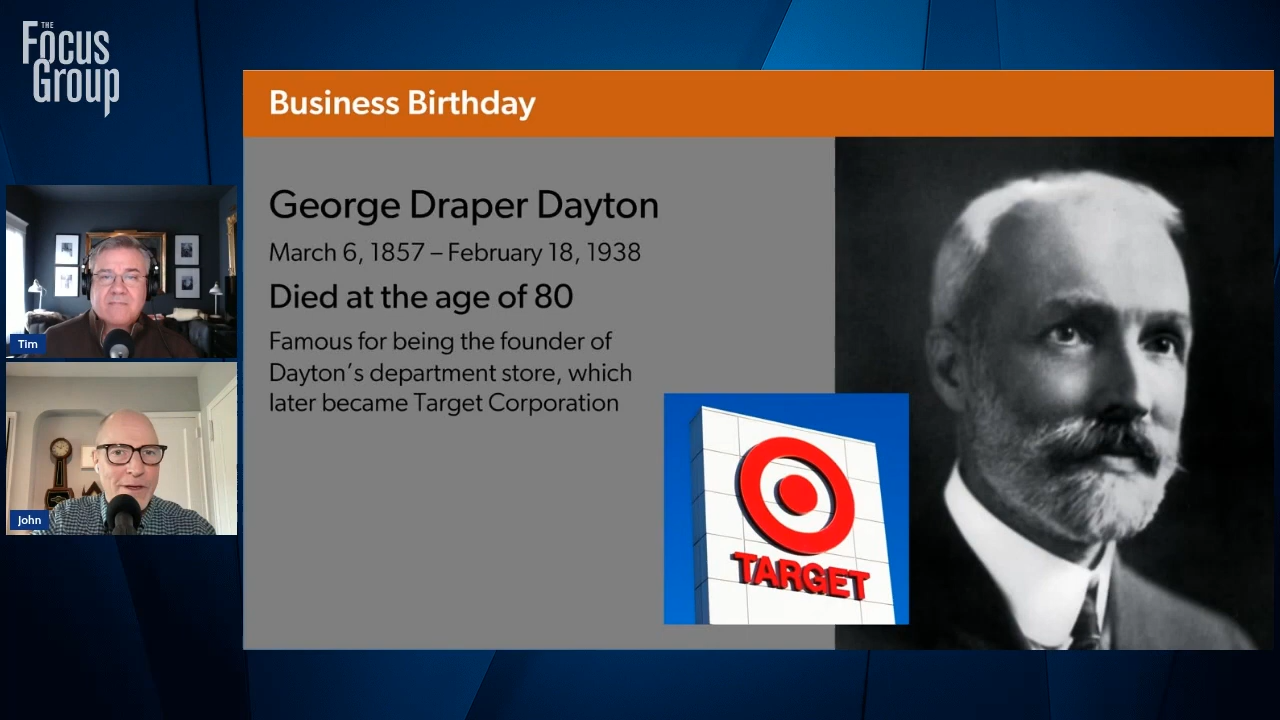 THE
Focus
Group
Business Birthday
George Draper Dayton
March 6, 1857 – February 18, 1938
Died at the age of 80
Famous for being the founder of
Dayton's department store, which
later became Target Corporation
TARGET
Tim
John